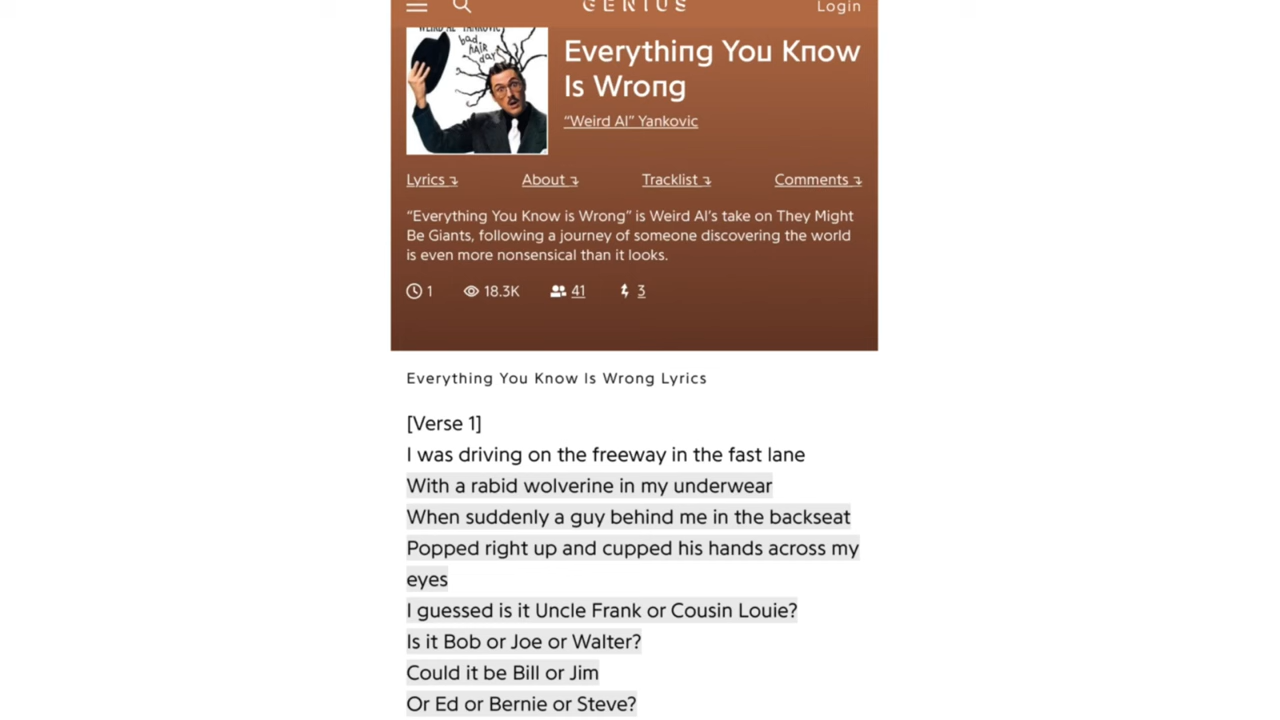 GENIUS
Login
"WEIRD AL" YANKOVIC
bad
HAIR
day
Everything You Know
Is Wrong
“Weird Al” Yankovic
Lyrics
About
Tracklist
Comments
“Everything You Know is Wrong” is Weird Al’s take on They Might
Be Giants, following a journey of someone discovering the world
is even more nonsensical than it looks.
1
18.3K
41
3
Everything You Know Is Wrong Lyrics
[Verse 1]
I was driving on the freeway in the fast lane
With a rabid wolverine in my underwear
When suddenly a guy behind me in the backseat
Popped right up and cupped his hands across my
eyes
I guessed is it Uncle Frank or Cousin Louie?
Is it Bob or Joe or Walter?
Could it be Bill or Jim
Or Ed or Bernie or Steve?